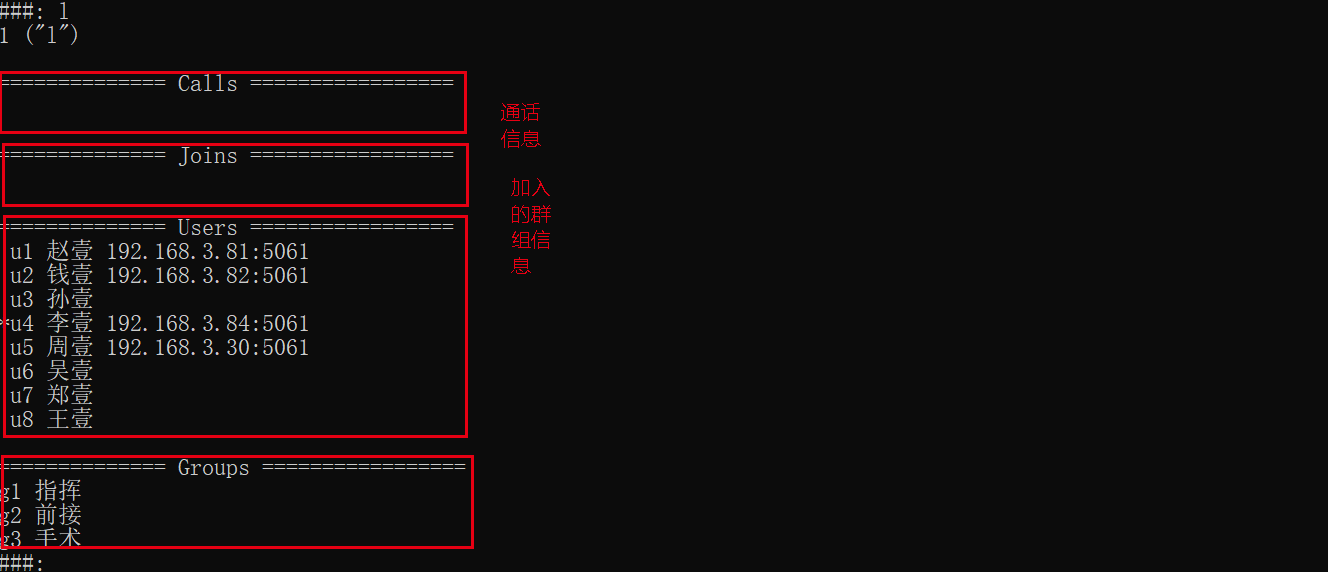 ###: l
l ("l")
============== Calls =================
通话
信息
============== Joins =================
加入
的群
组信
息
============== Users =================
u1 赵壹 192.168.3.81:5061
u2 钱壹 192.168.3.82:5061
u3 孙壹
*u4 李壹 192.168.3.84:5061
u5 周壹 192.168.3.30:5061
u6 吴壹
u7 郑壹
u8 王壹
============== Groups =================
g1 指挥
g2 前接
g3 手术
###: